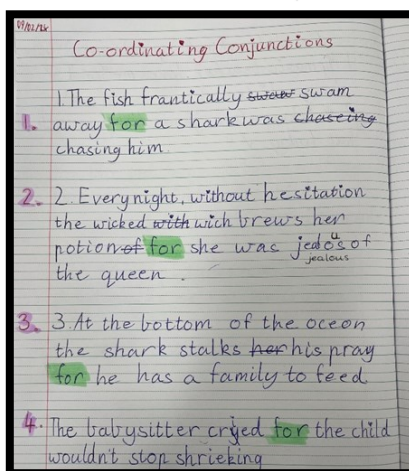 Co-ordinating Conjunctions
1. The fish frantically swam swam
1. away for a shark was chaseing
chasing him
2. 2. Every night, without hesitation
the wicked with wich brews her
potion of for she was jealous of
jealous
the queen.
3. 3. At the bottom of the oceon
the shark stalks her his pray
for he has a family to feed
4. The babysitter cryed for the child
wouldn't stop shrieking